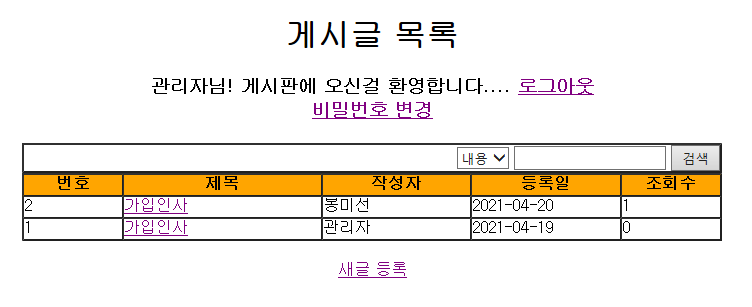 게시글 목록
관리자님! 게시판에 오신걸 환영합니다.... 로그아웃
비밀번호 변경
내용 검색
번호 제목 작성자 등록일 조회수
2 가입인사 봉미선 2021-04-20 1
1 가입인사 관리자 2021-04-19 0
새글 등록